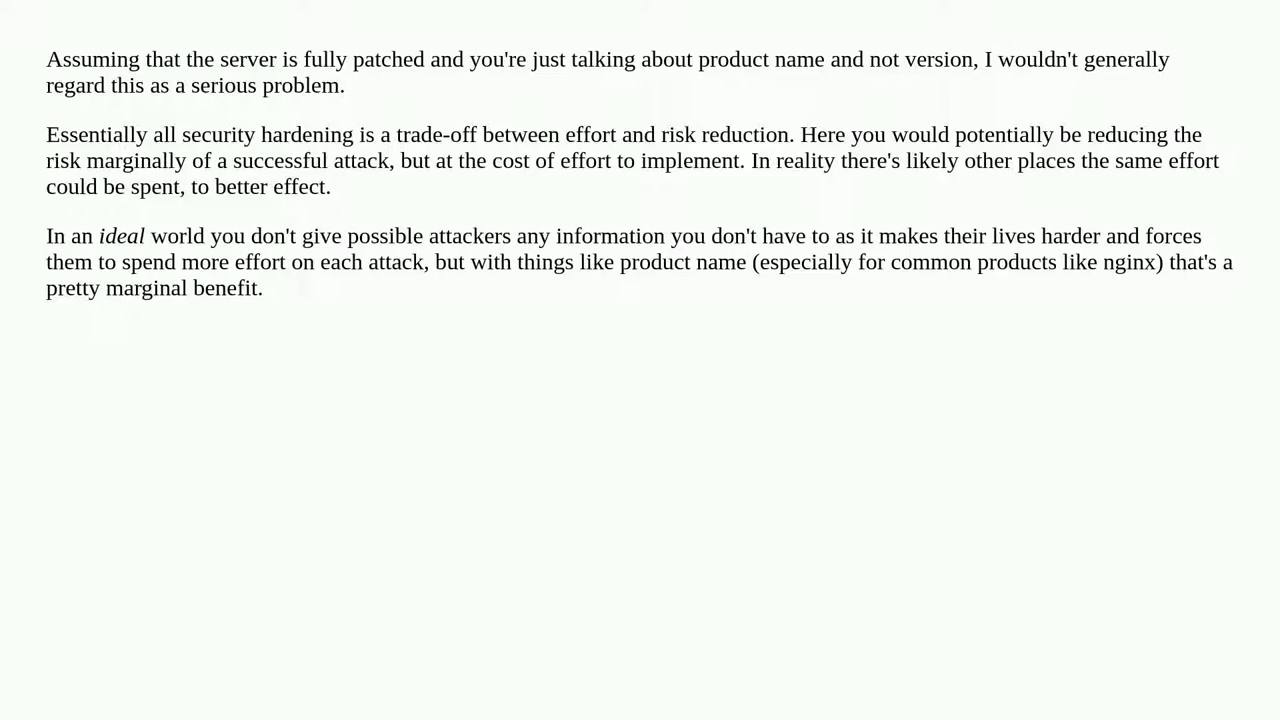 Assuming that the server is fully patched and you're just talking about product name and not version, I wouldn't generally
regard this as a serious problem.
Essentially all security hardening is a trade-off between effort and risk reduction. Here you would potentially be reducing the
risk marginally of a successful attack, but at the cost of effort to implement. In reality there's likely other places the same effort
could be spent, to better effect.
In an ideal world you don't give possible attackers any information you don't have to as it makes their lives harder and forces
them to spend more effort on each attack, but with things like product name (especially for common products like nginx) that's a
pretty marginal benefit.